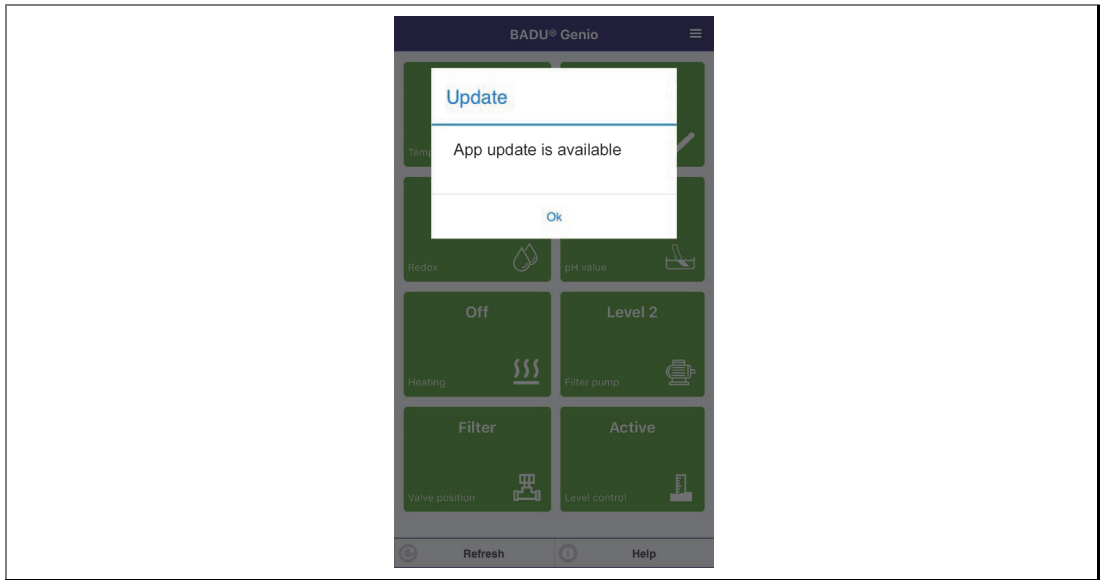 BADU® Genio
Update
App update is available
Ok
Temp
Redox
pH value
Off
Level 2
Heating
Filter pump
Filter
Active
Valve position
Level control
Refresh
Help